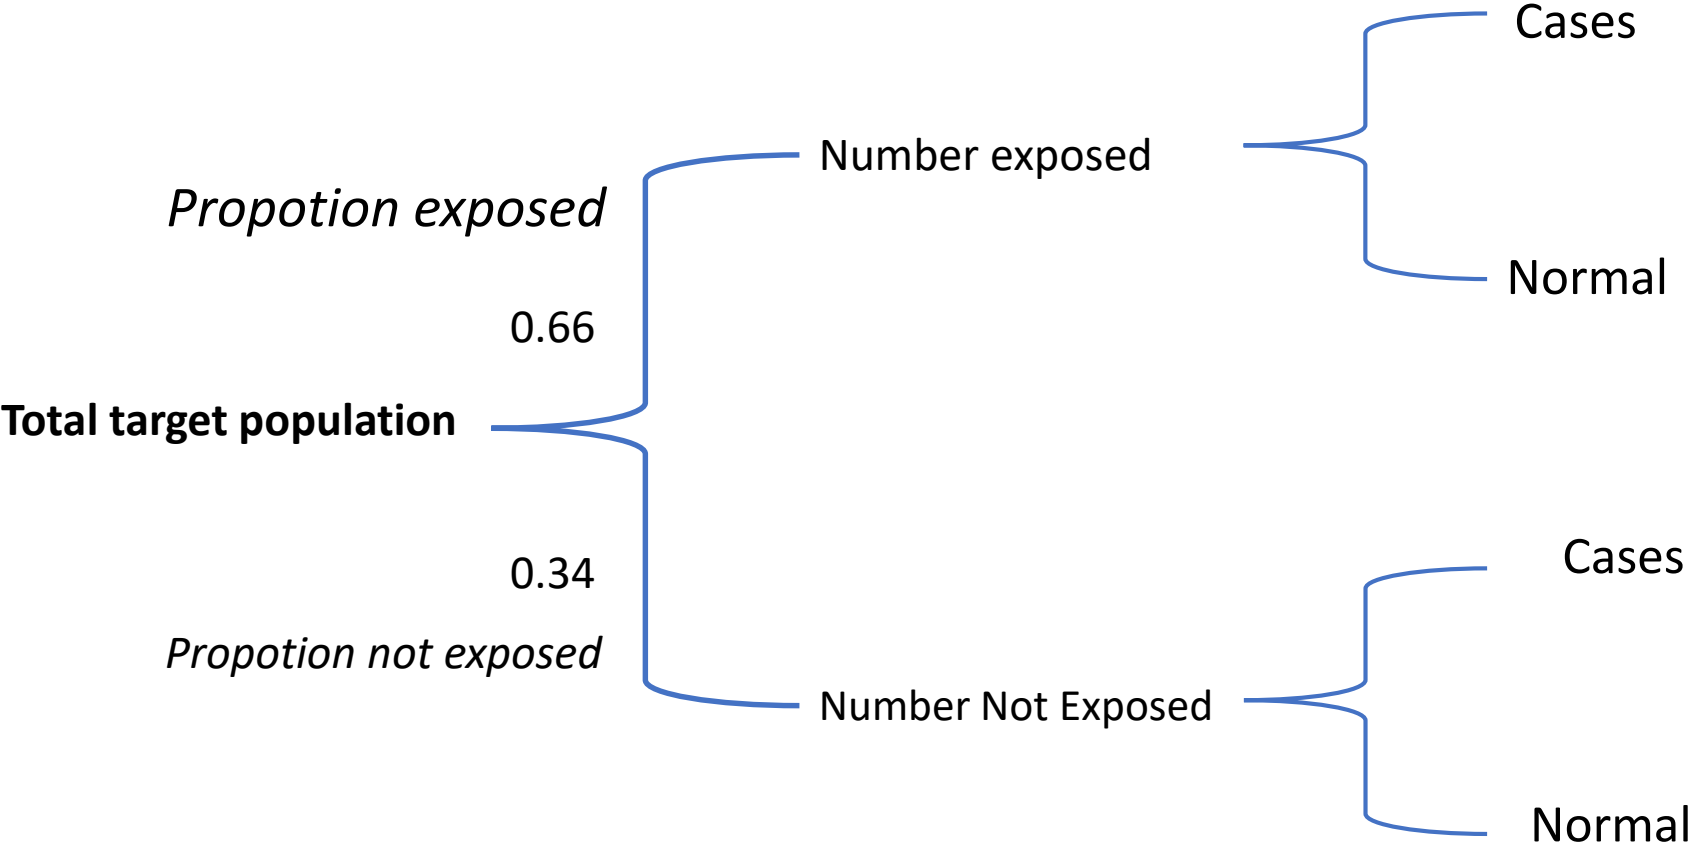 Cases
Number exposed
Propotion exposed
Normal
0.66
Total target population
Cases
0.34
Propotion not exposed
Number Not Exposed
Normal